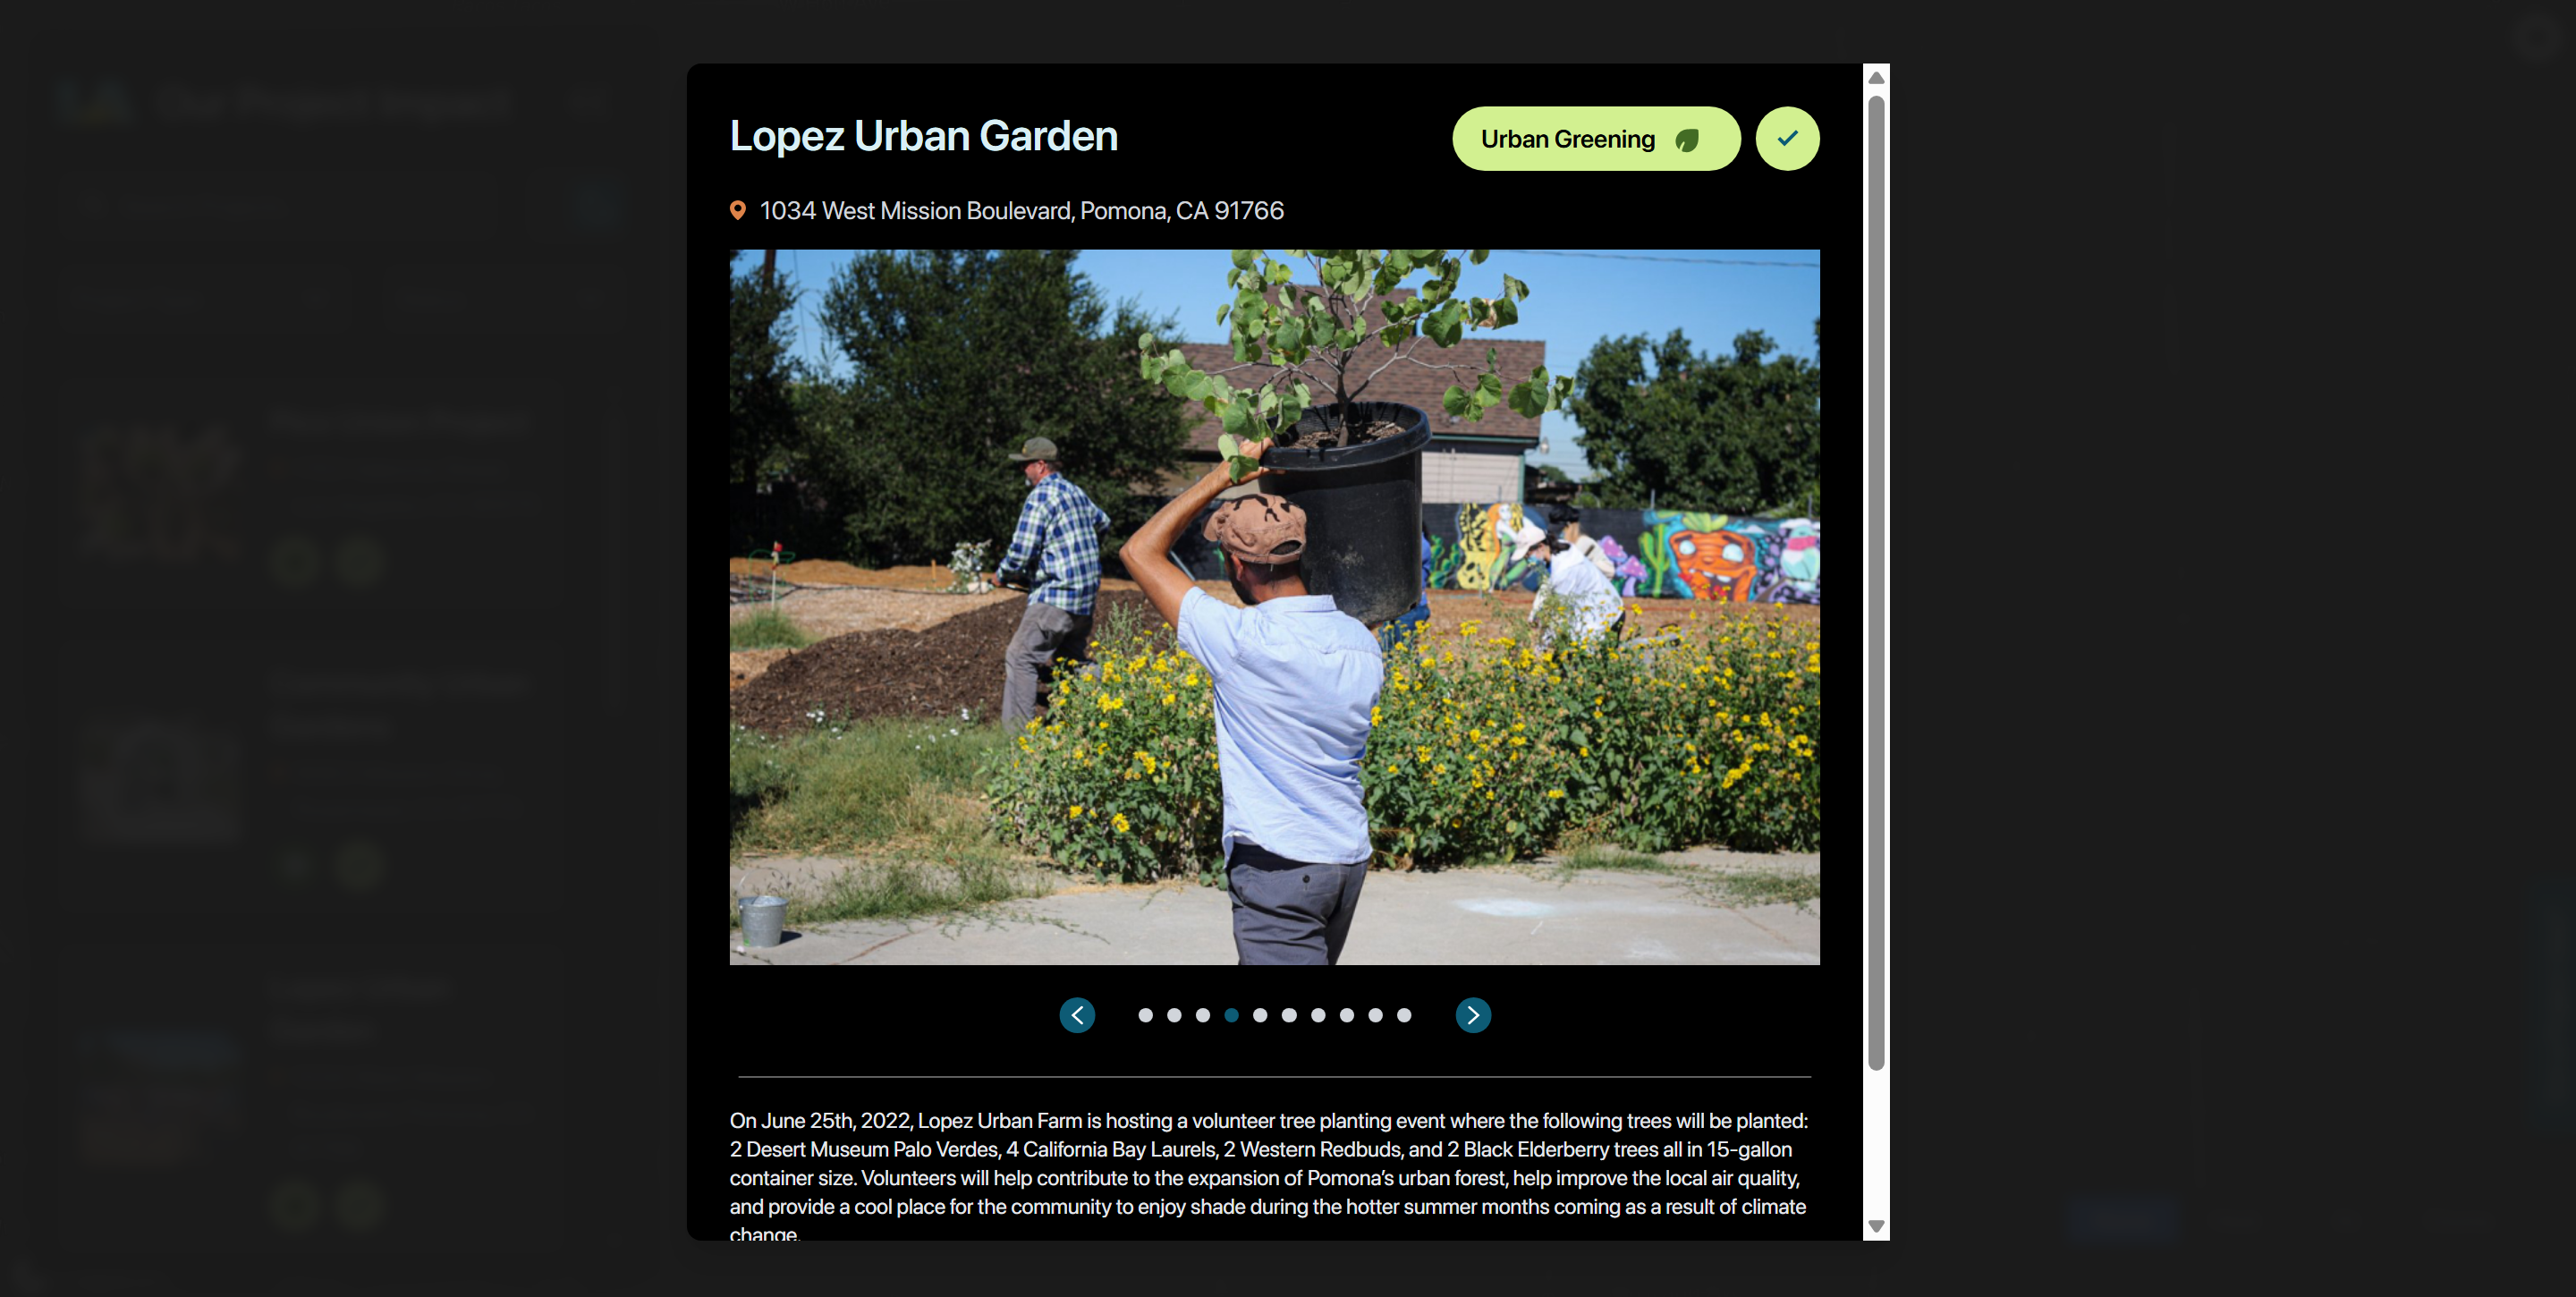 Our Project Impact
Lopez Urban Garden
Urban Greening
1034 West Mission Boulevard, Pomona, CA 91766
On June 25th, 2022, Lopez Urban Farm is hosting a volunteer tree planting event where the following trees will be planted:
2 Desert Museum Palo Verdes, 4 California Bay Laurels, 2 Western Redbuds, and 2 Black Elderberry trees all in 15-gallon
container size. Volunteers will help contribute to the expansion of Pomona’s urban forest, help improve the local air quality,
and provide a cool place for the community to enjoy shade during the hotter summer months coming as a result of climate
change.